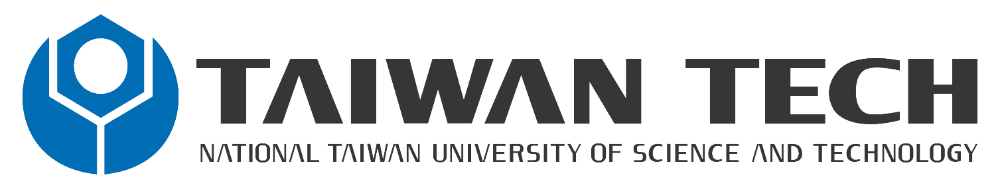 TAIWAN TECH
NATIONAL TAIWAN UNIVERSITY OF SCIENCE AND TECHNOLOGY